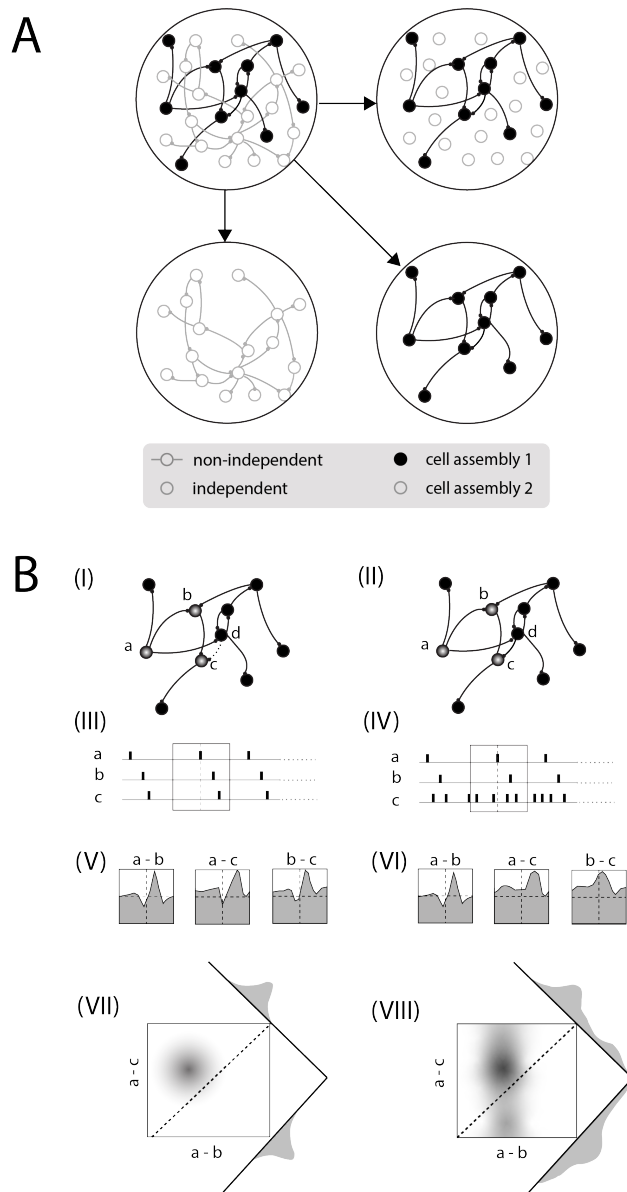 A
non-independent
cell assembly 1
independent
cell assembly 2
B
(I)
b
a
d
c
(II)
b
a
d
c
(III)
a
b
c
(IV)
a
b
c
(V)
a - b
a - c
b - c
(VI)
a - b
a - c
b - c
(VII)
a - c
a - b
(VIII)
a - c
a - b